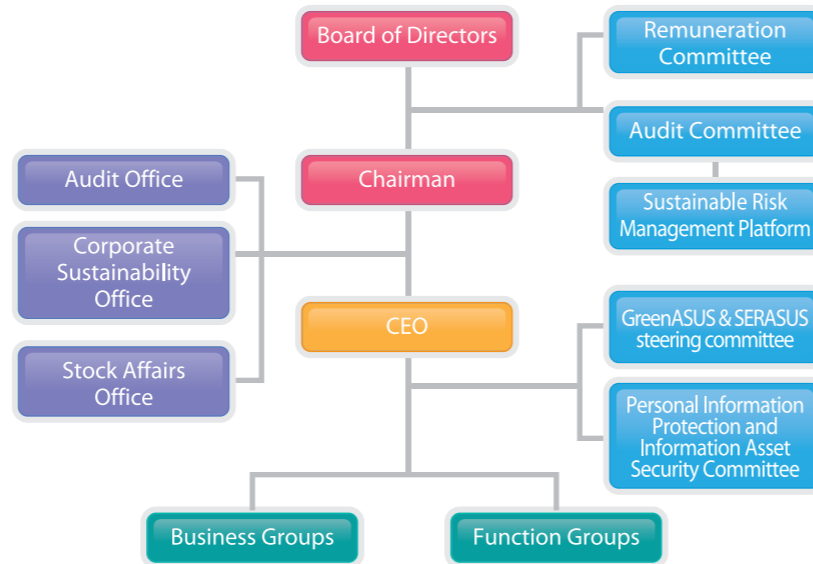 Board of Directors
Remuneration
Committee
Audit Committee
Audit Office
Chairman
Sustainable Risk
Management Platform
Corporate
Sustainability
Office
CEO
GreenASUS & SERASUS
steering committee
Stock Affairs
Office
Personal Information
Protection and
Information Asset
Security Committee
Business Groups
Function Groups